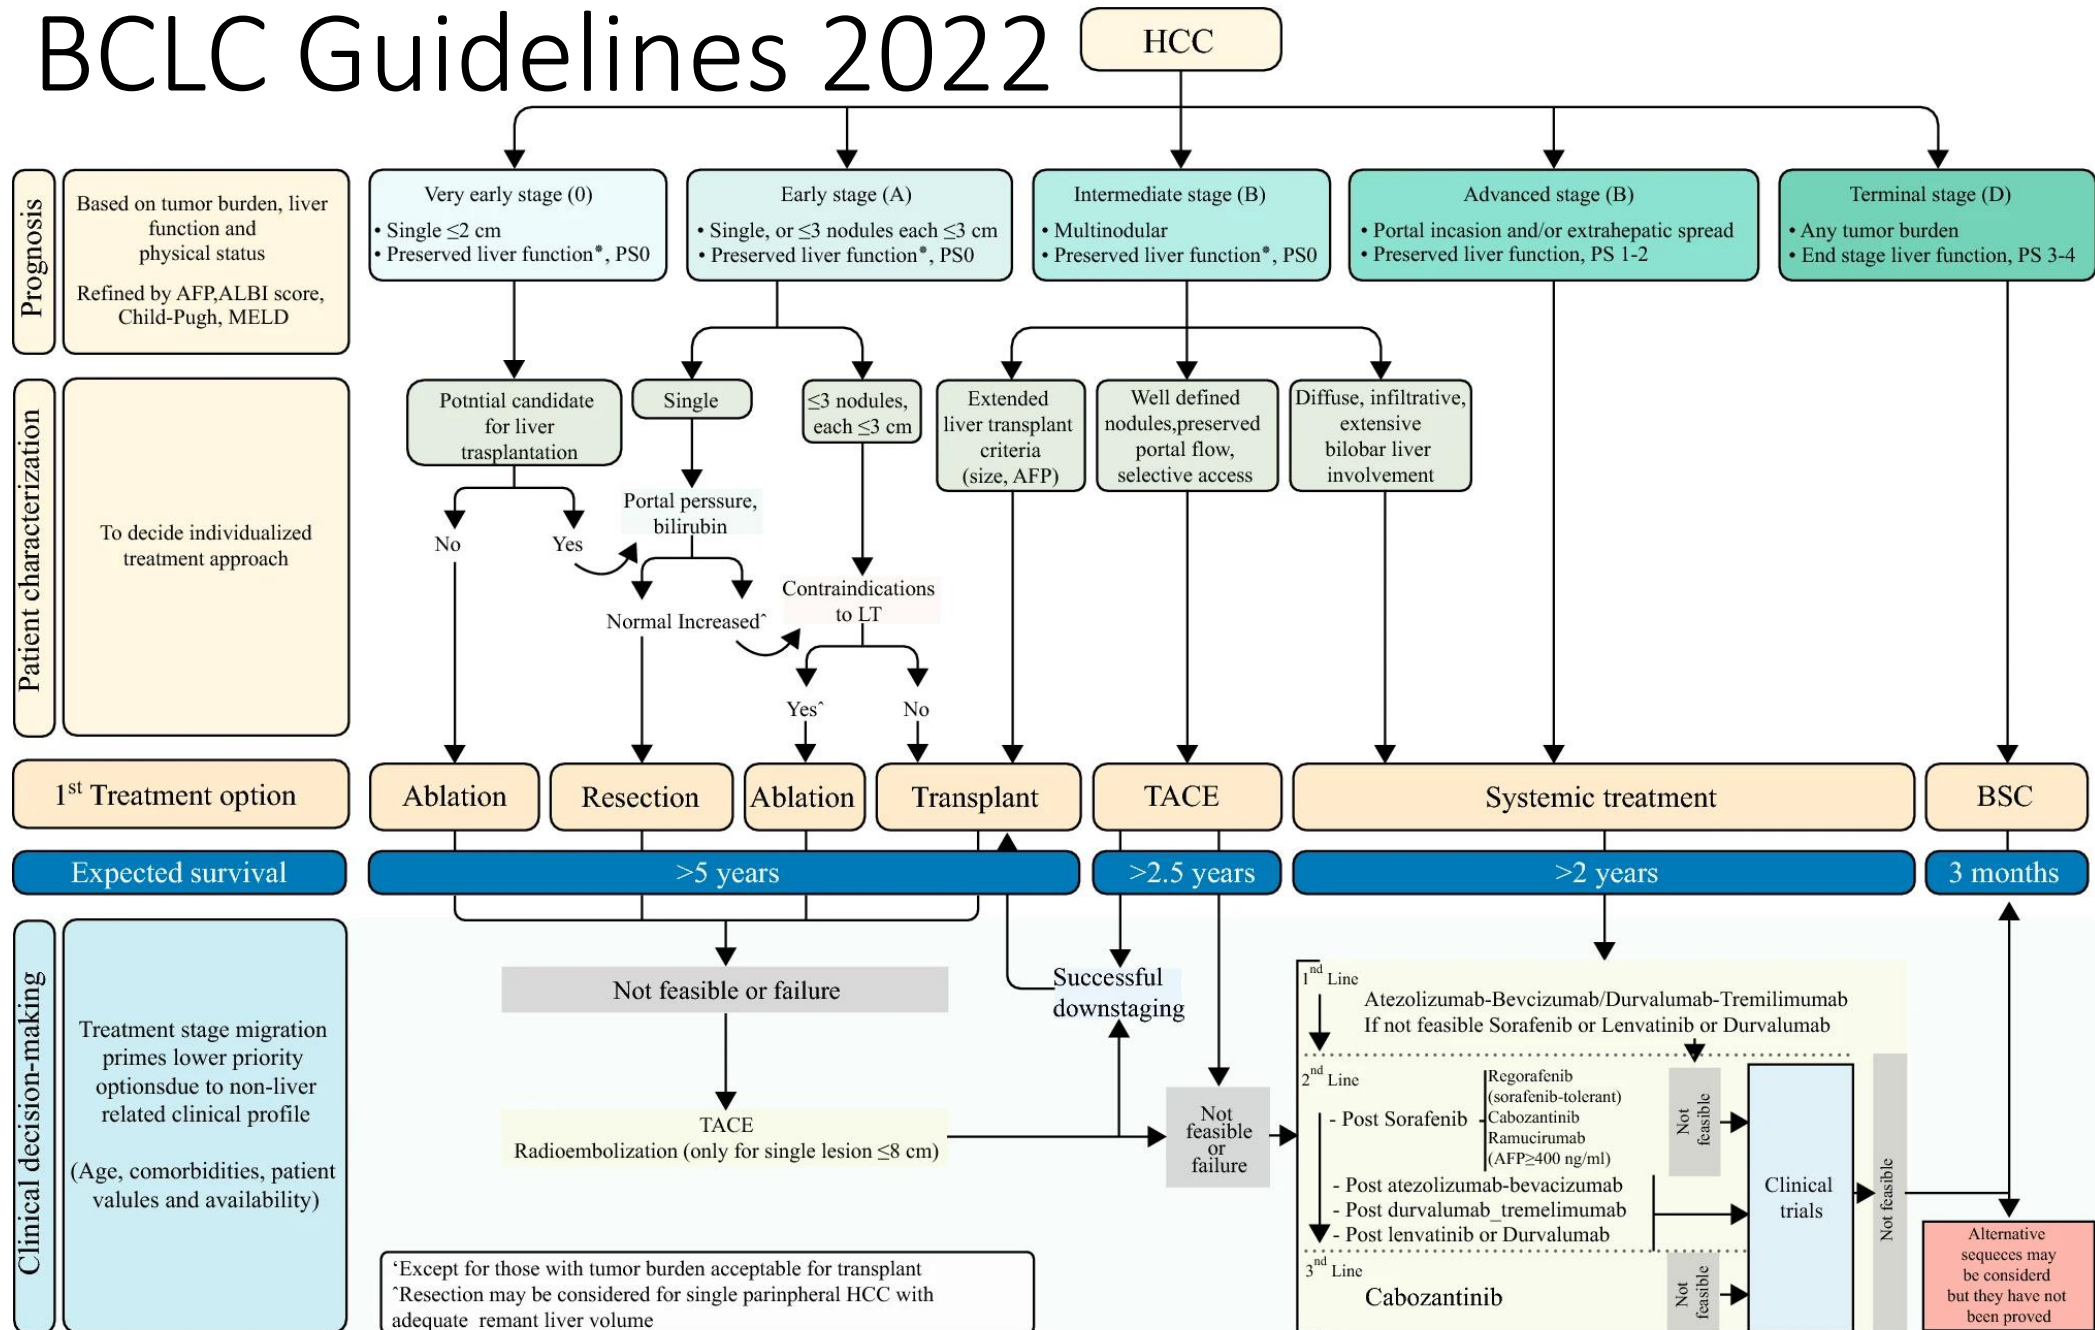 BCLC Guidelines 2022
HCC
Prognosis
Based on tumor burden, liver
function and
physical status
Refined by AFP,ALBI score,
Child-Pugh, MELD
Very early stage (0)
• Single ≤2 cm
• Preserved liver function*, PS0
Early stage (A)
• Single, or ≤3 nodules each ≤3 cm
• Preserved liver function*, PS0
Intermediate stage (B)
• Multinodular
• Preserved liver function*, PS0
Advanced stage (B)
• Portal incasion and/or extrahepatic spread
• Preserved liver function, PS 1-2
Terminal stage (D)
• Any tumor burden
• End stage liver function, PS 3-4
Patient characterization
To decide individualized
treatment approach
Potntial candidate
for liver
trasplantation
No
Yes
Single
Portal perssure,
bilirubin
Normal Increased^
≤3 nodules,
each ≤3 cm
Contraindications
to LT
Yes^
No
Extended
liver transplant
criteria
(size, AFP)
Well defined
nodules,preserved
portal flow,
selective access
Diffuse, infiltrative,
extensive
bilobar liver
involvement
1st Treatment option
Ablation
Resection
Ablation
Transplant
TACE
Systemic treatment
BSC
Expected survival
>5 years
>2.5 years
>2 years
3 months
Clinical decision-making
Treatment stage migration
primes lower priority
optionsdue to non-liver
related clinical profile
(Age, comorbidities, patient
valules and availability)
Not feasible or failure
TACE
Radioembolization (only for single lesion ≤8 cm)
Successful
downstaging
Not
feasible
or
failure
1nd Line
Atezolizumab-Bevcizumab/Durvalumab-Tremilimumab
If not feasible Sorafenib or Lenvatinib or Durvalumab
2nd Line
- Post Sorafenib
Regorafenib
(sorafenib-tolerant)
Cabozantinib
Ramucirumab
(AFP≥400 ng/ml)
- Post atezolizumab-bevacizumab
- Post durvalumab_tremelimumab
- Post lenvatinib or Durvalumab
Not
feasible
3nd Line
Cabozantinib
Not
feasible
Clinical
trials
Not feasible
Alternative
sequeces may
be considerd
but they have not
been proved
‘Except for those with tumor burden acceptable for transplant
^Resection may be considered for single parinpheral HCC with
adequate remant liver volume